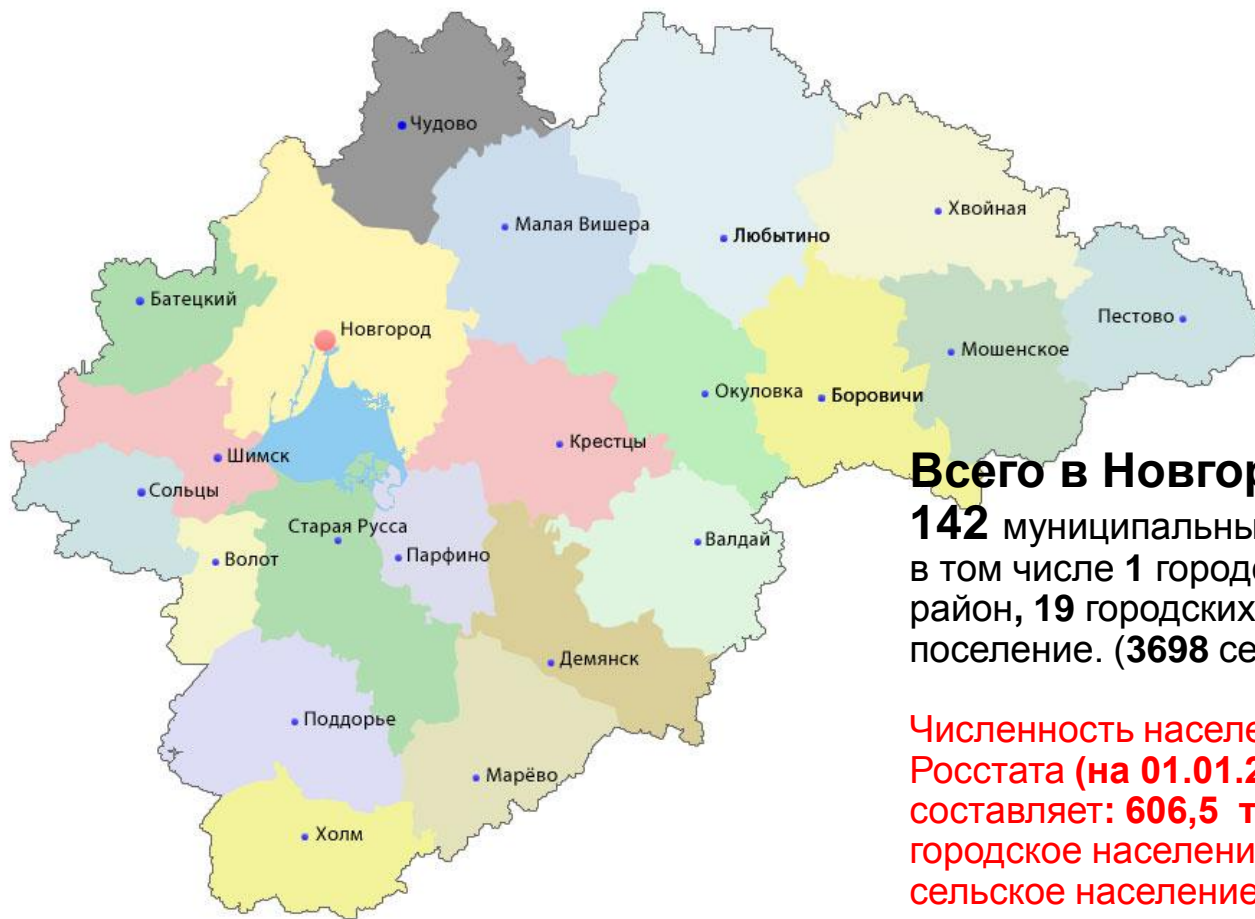 Чудово
Малая Вишера
Любытино
Хвойная
Батецкий
Новгород
Пестово
Мошенское
Окуловка
Боровичи
Крестцы
Шимск
Сольцы
Старая Русса
Волот
Парфино
Валдай
Демянск
Поддорье
Марёво
Холм
Всего в Новгор
142 муниципальны
в том числе 1 городс
район, 19 городских
поселение. (3698 се
Численность населе
Росстата (на 01.01.2
составляет: 606,5 т
городское населени
сельское население